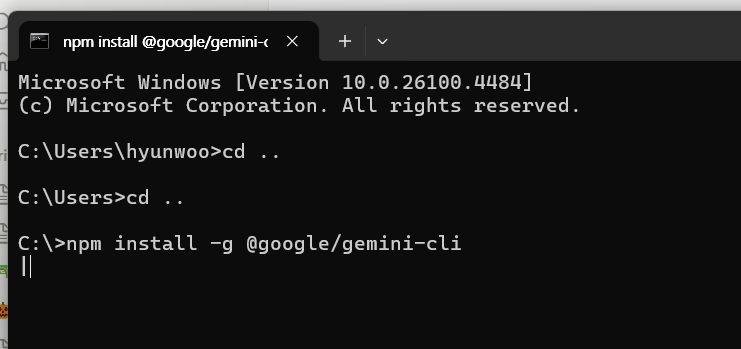 npm install @google/gemini-c
Microsoft Windows [Version 10.0.26100.4484]
(c) Microsoft Corporation. All rights reserved.
C:\Users\hyunwoo>cd ..
C:\Users>cd ..
C:\>npm install -g @google/gemini-cli